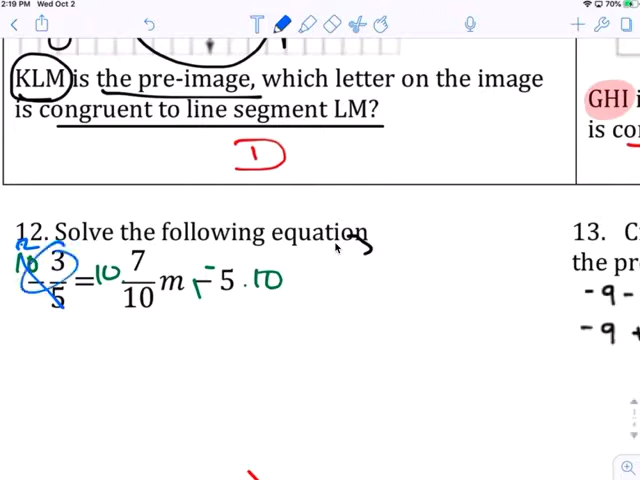 2:19 PM Wed Oct 2
70%
T
KLM is the pre-image, which letter on the image
is congruent to line segment LM?
D
GHI i
is co
12. Solve the following equation
2
10 - 3/5 = 10 7/10 m - 5 · 10
13. C
the pr
-9 -
-9 +